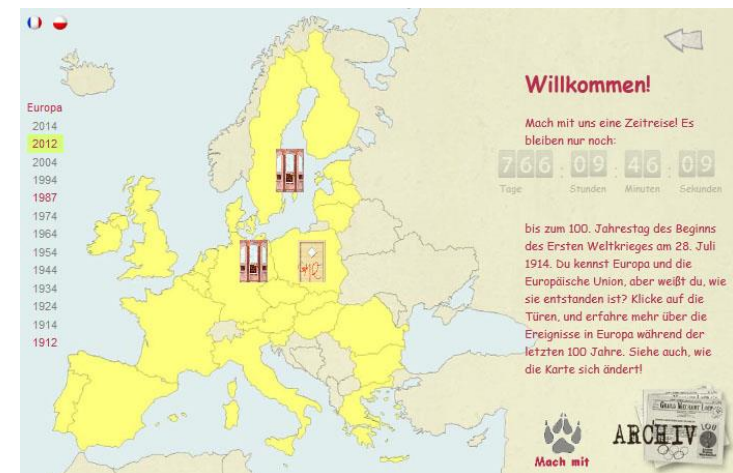 Europa
2014
2012
2004
1994
1987
1974
1964
1954
1944
1934
1924
1914
1912
Willkommen!
Mach mit uns eine Zeitreise! Es
bleiben nur noch:
766 : 09 : 46 : 09
Tage Stunden Minuten Sekunden
bis zum 100. Jahrestag des Beginns
des Ersten Weltkrieges am 28. Juli
1914. Du kennst Europa und die
Europäische Union, aber weißt du, wie
sie entstanden ist? Klicke auf die
Türen, und erfahre mehr über die
Ereignisse in Europa während der
letzten 100 Jahre. Siehe auch, wie
die Karte sich ändert!
Mach mit
ARCHIV